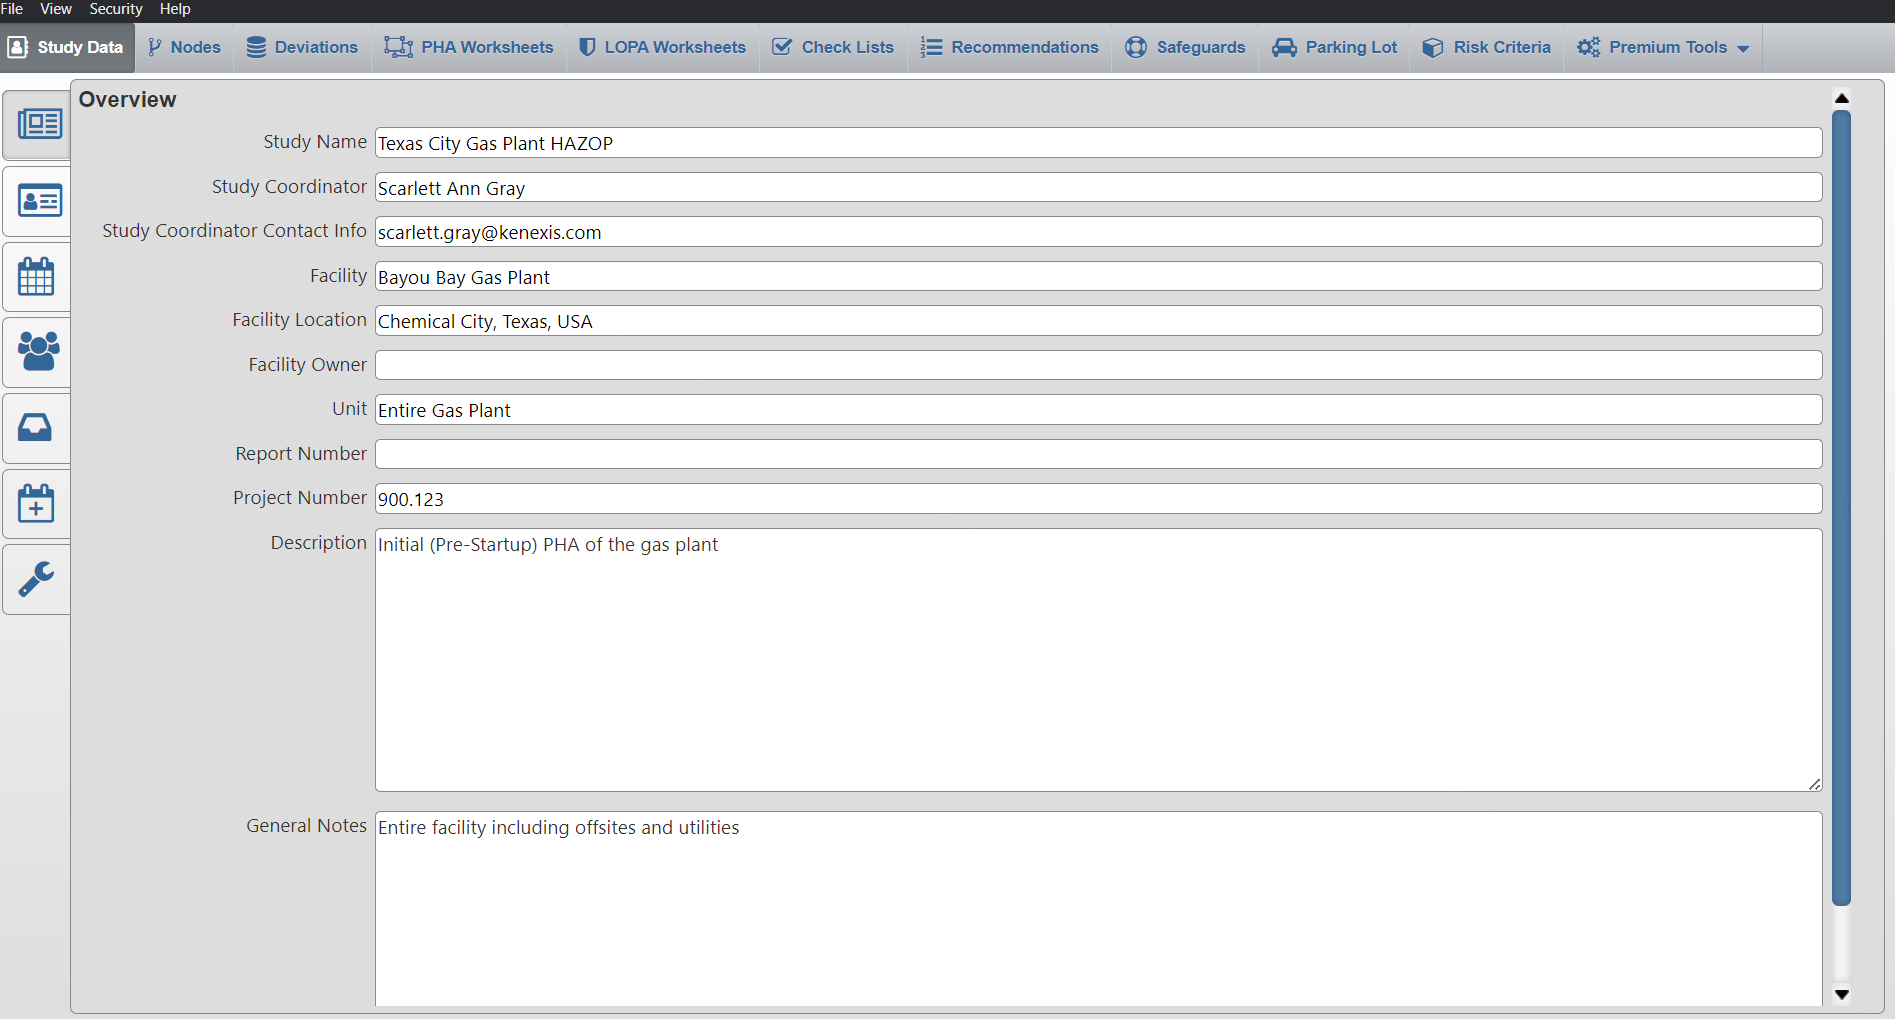 File View Security Help
Study Data Nodes Deviations PHA Worksheets LOPA Worksheets Check Lists Recommendations Safeguards Parking Lot Risk Criteria Premium Tools
Overview
Study Name Texas City Gas Plant HAZOP
Study Coordinator Scarlett Ann Gray
Study Coordinator Contact Info scarlett.gray@kenexis.com
Facility Bayou Bay Gas Plant
Facility Location Chemical City, Texas, USA
Facility Owner
Unit Entire Gas Plant
Report Number
Project Number 900.123
Description Initial (Pre-Startup) PHA of the gas plant
General Notes Entire facility including offsites and utilities